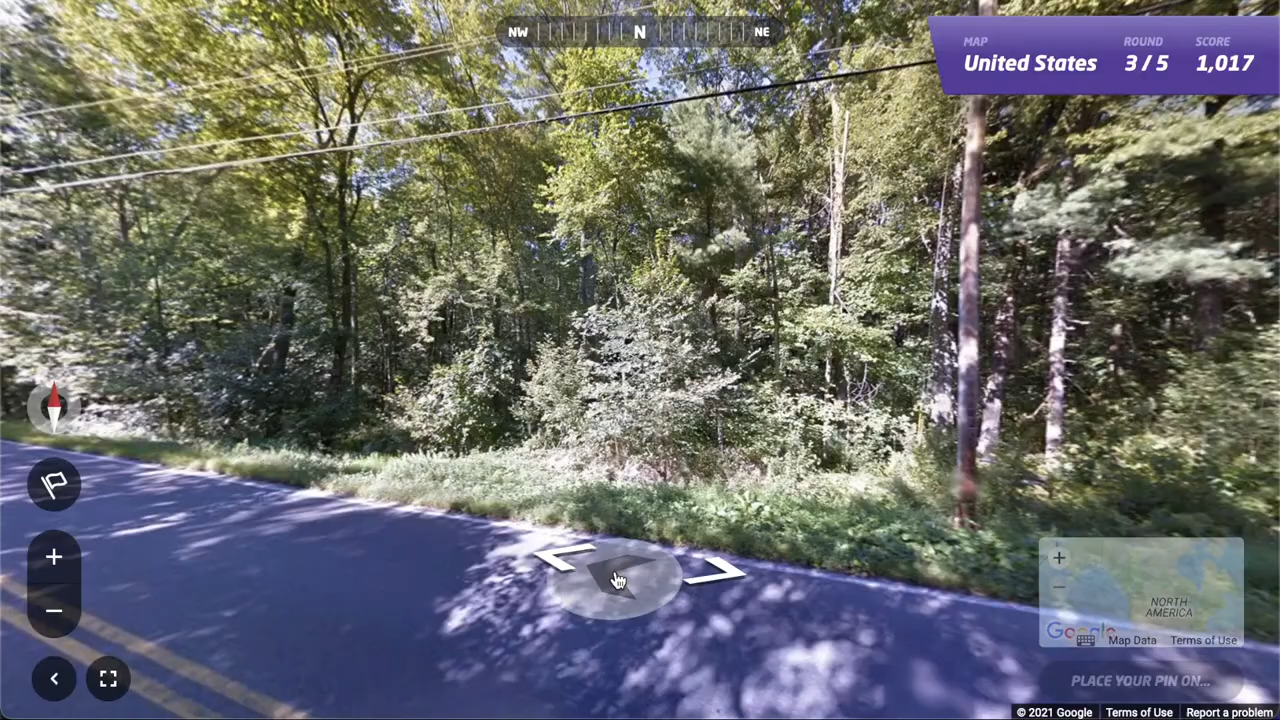 NW N NE
MAP ROUND SCORE
United States 3 / 5 1,017
+
−
+
−
NORTH
AMERICA
Google Map Data Terms of Use
PLACE YOUR PIN ON...
© 2021 Google Terms of Use Report a problem